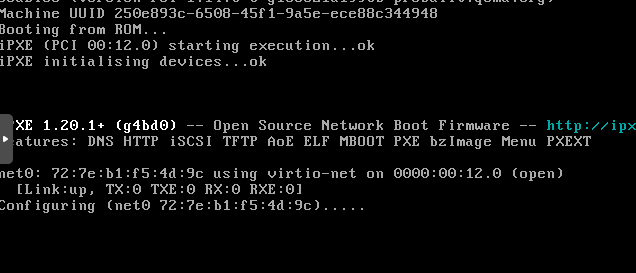 Machine UUID 250e893c-6508-45f1-9a5e-ece88c344948
Booting from ROM...
iPXE (PCI 00:12.0) starting execution...ok
iPXE initialising devices...ok
PXE 1.20.1+ (g4bd0) -- Open Source Network Boot Firmware -- http://ipx
eatures: DNS HTTP iSCSI TFTP AoE ELF MBOOT PXE bzImage Menu PXEXT
net0: 72:7e:b1:f5:4d:9c using virtio-net on 0000:00:12.0 (open)
[Link:up, TX:0 TXE:0 RX:0 RXE:0]
Configuring (net0 72:7e:b1:f5:4d:9c).....